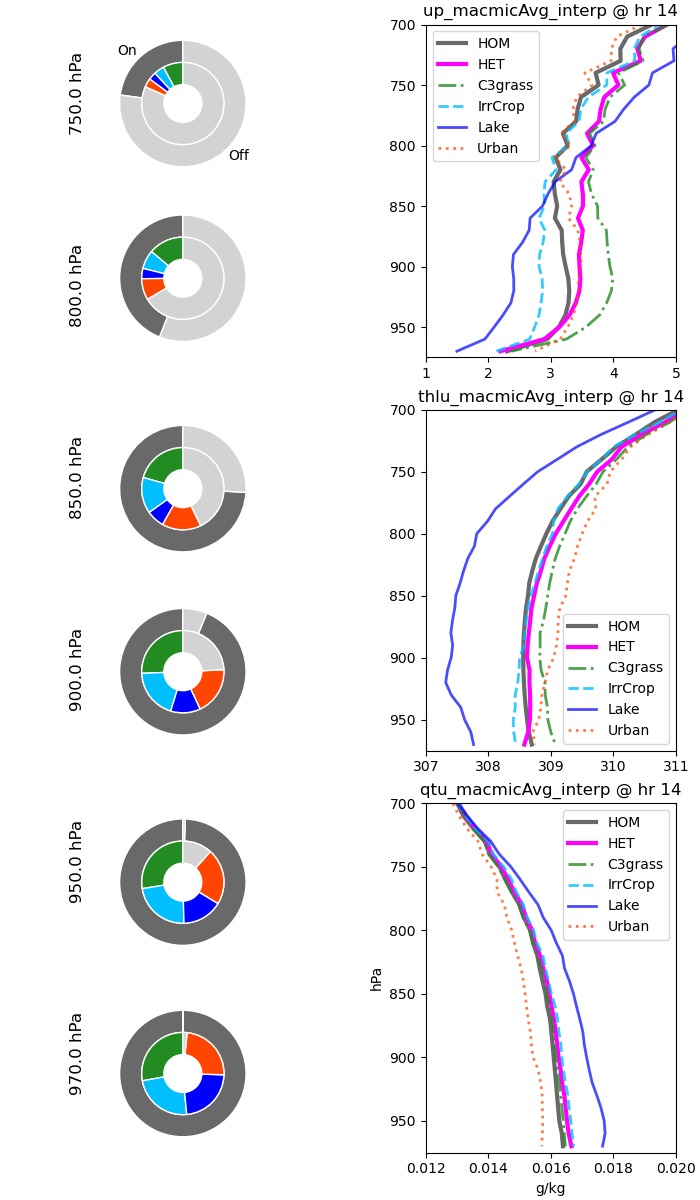 750.0 hPa
On
Off
800.0 hPa
850.0 hPa
900.0 hPa
950.0 hPa
970.0 hPa
up_macmicAvg_interp @ hr 14
700
750
800
850
900
950
HOM
HET
C3grass
IrrCrop
Lake
Urban
1 2 3 4 5
thlu_macmicAvg_interp @ hr 14
700
750
800
850
900
950
HOM
HET
C3grass
IrrCrop
Lake
Urban
307 308 309 310 311
qtu_macmicAvg_interp @ hr 14
hPa
700
750
800
850
900
950
HOM
HET
C3grass
IrrCrop
Lake
Urban
0.012 0.014 0.016 0.018 0.020
g/kg